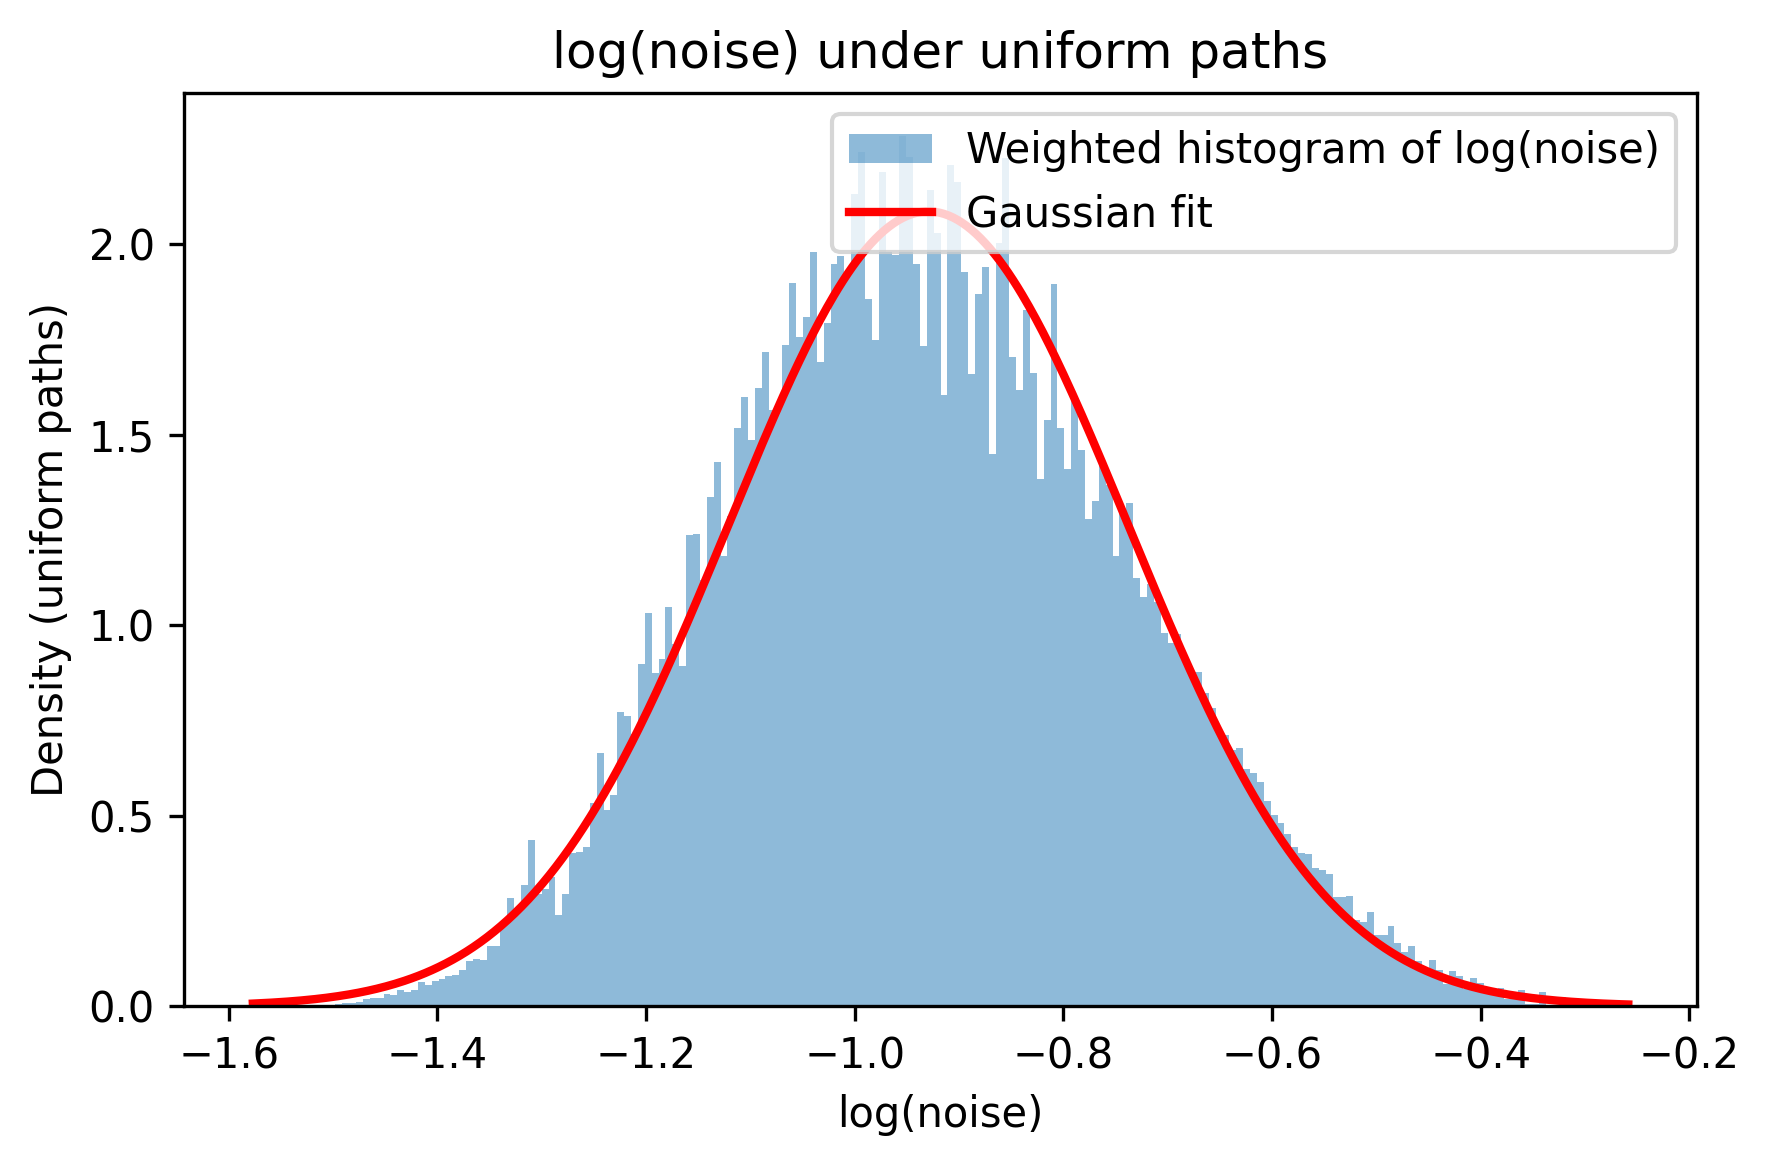 log(noise) under uniform paths
Weighted histogram of log(noise)
Gaussian fit
Density (uniform paths)
2.0
1.5
1.0
0.5
0.0
−1.6 −1.4 −1.2 −1.0 −0.8 −0.6 −0.4 −0.2
log(noise)